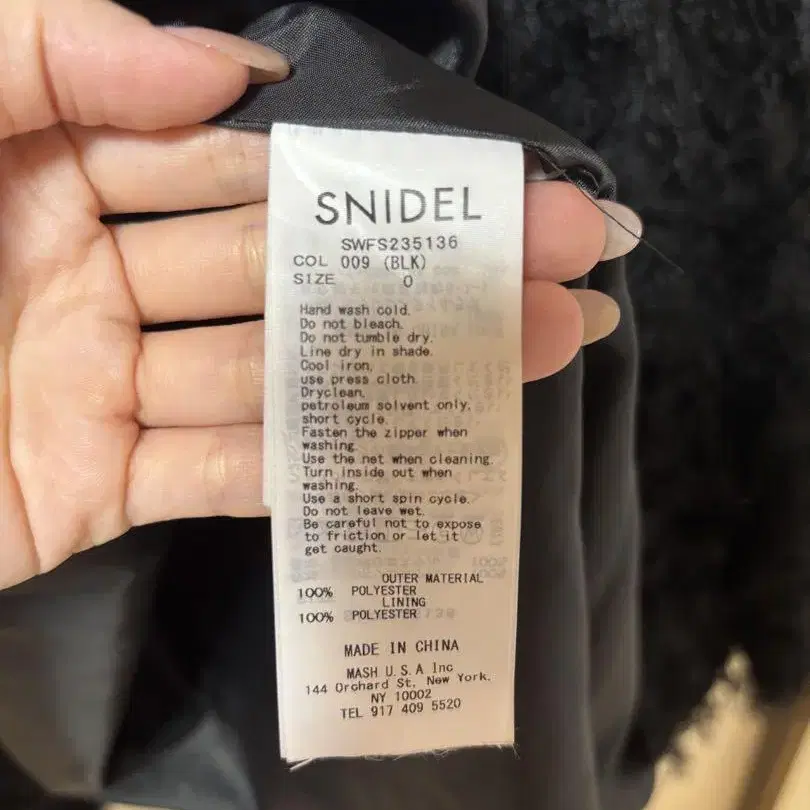 SNIDEL
SWFS235136
COL 009 (BLK)
SIZE 0
Hand wash cold.
Do not bleach.
Do not tumble dry.
Line dry in shade.
Cool iron,
use press cloth.
Dryclean,
petroleum solvent only,
short cycle.
Fasten the zipper when
washing.
Use the net when cleaning.
Turn inside out when
washing.
Use a short spin cycle.
Do not leave wet.
Be careful not to expose
to friction or let it
get caught.
OUTER MATERIAL
100% POLYESTER
LINING
100% POLYESTER
MADE IN CHINA
MASH U.S.A Inc
144 Orchard St. New York.
NY 10002
TEL 917 409 5520